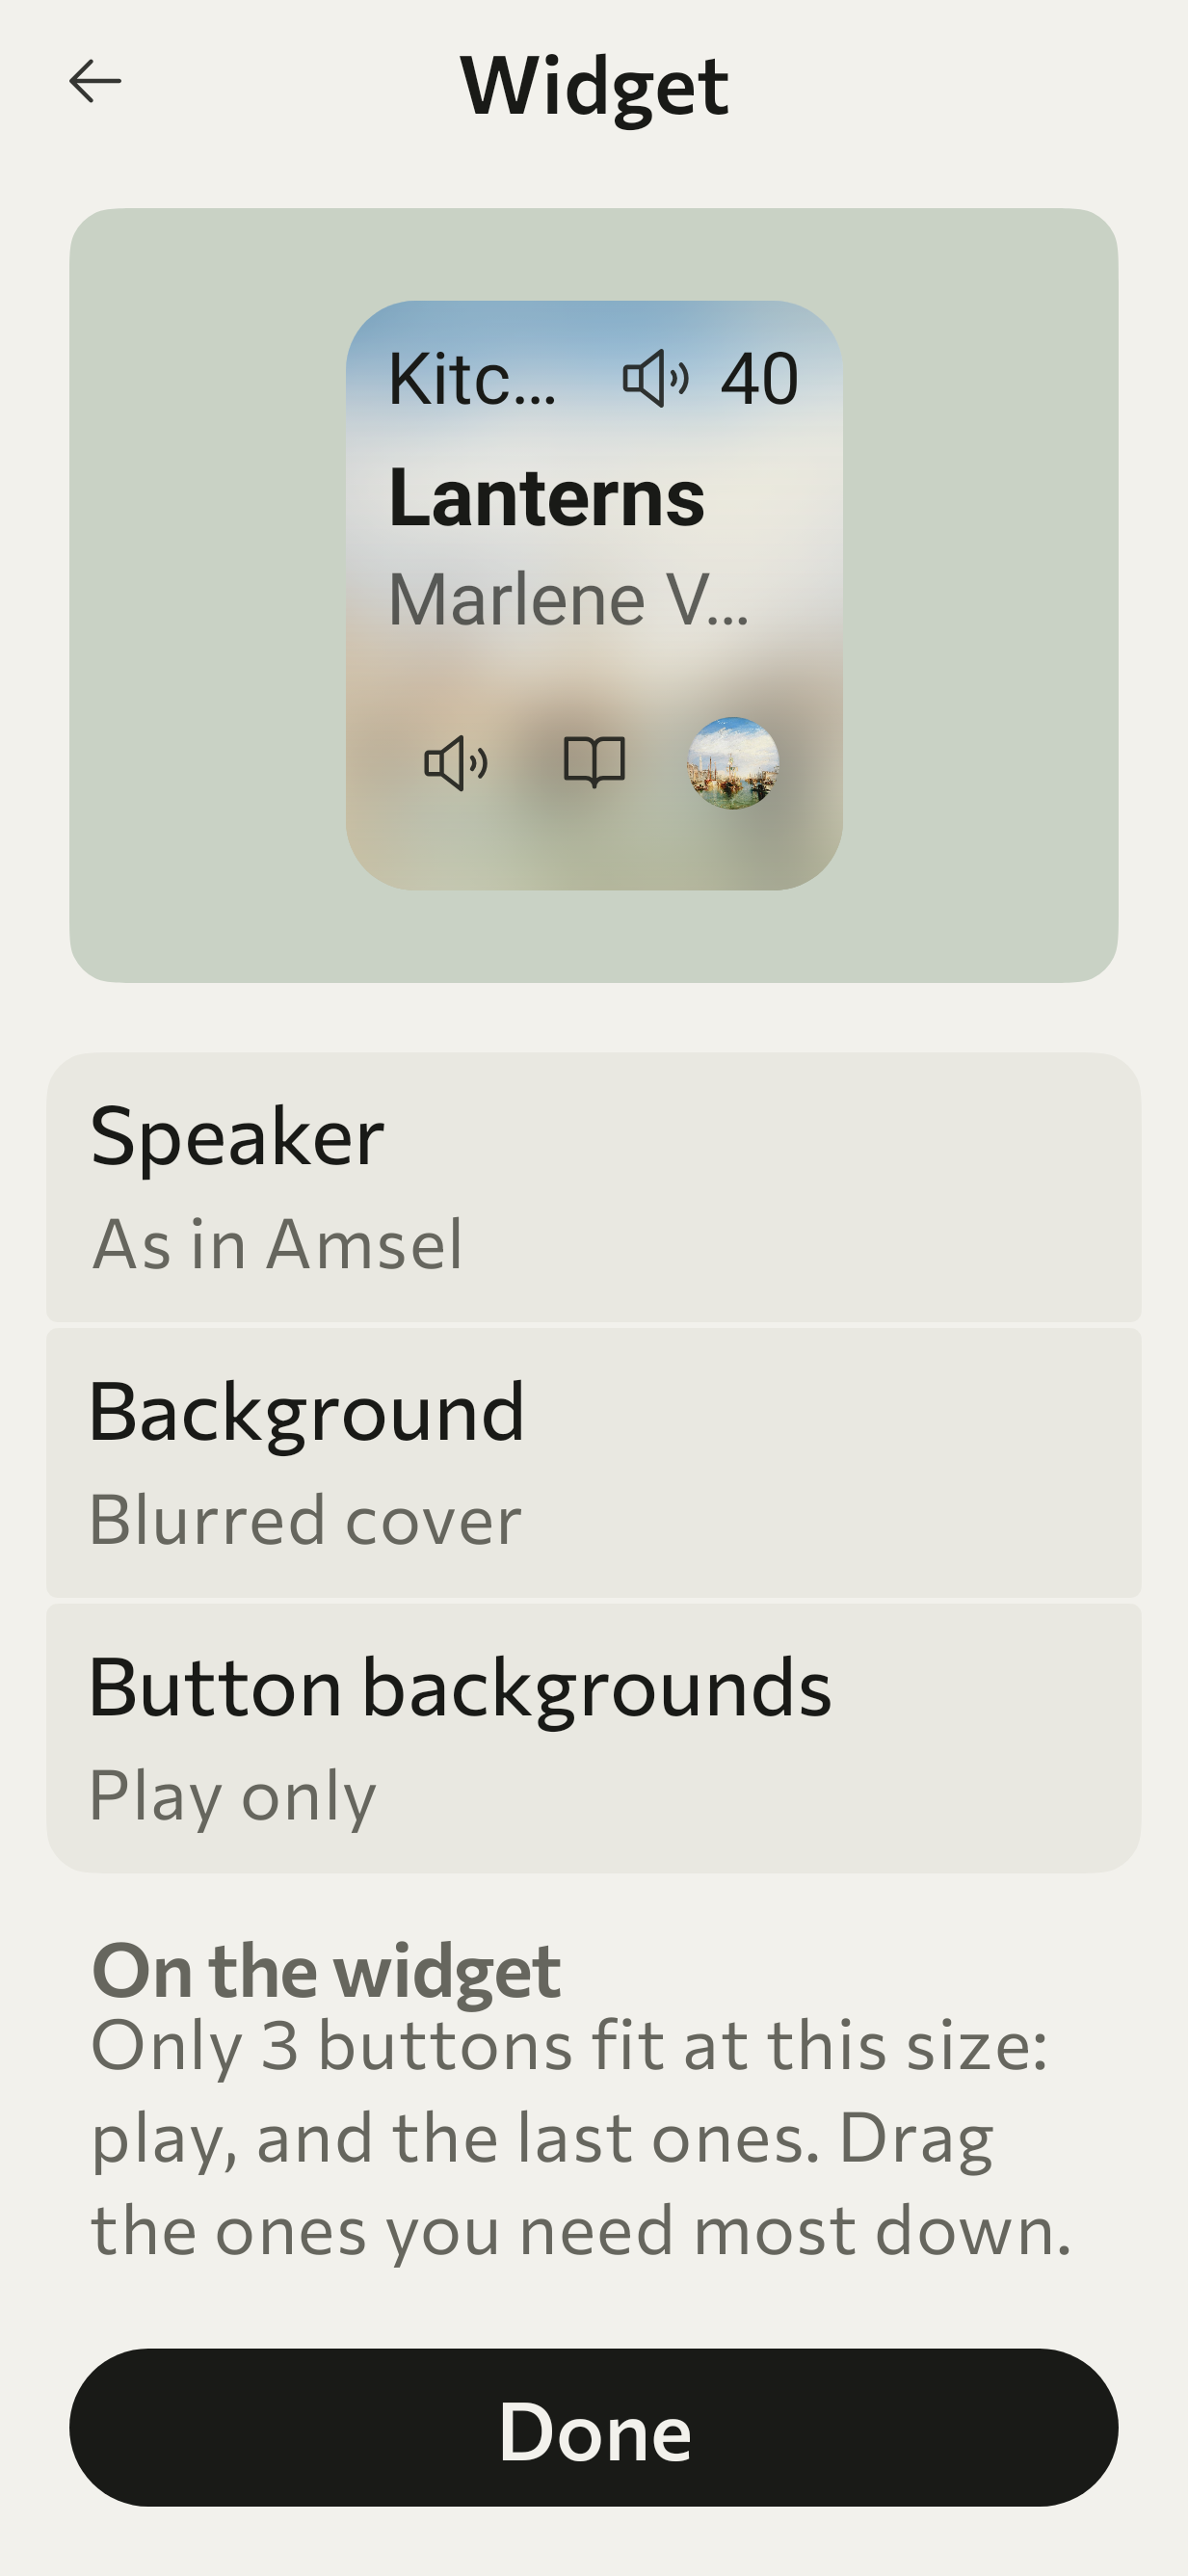 Widget
Kitc... 40
Lanterns
Marlene V...
Speaker
As in Amsel
Background
Blurred cover
Button backgrounds
Play only
On the widget
Only 3 buttons fit at this size:
play, and the last ones. Drag
the ones you need most down.
Done